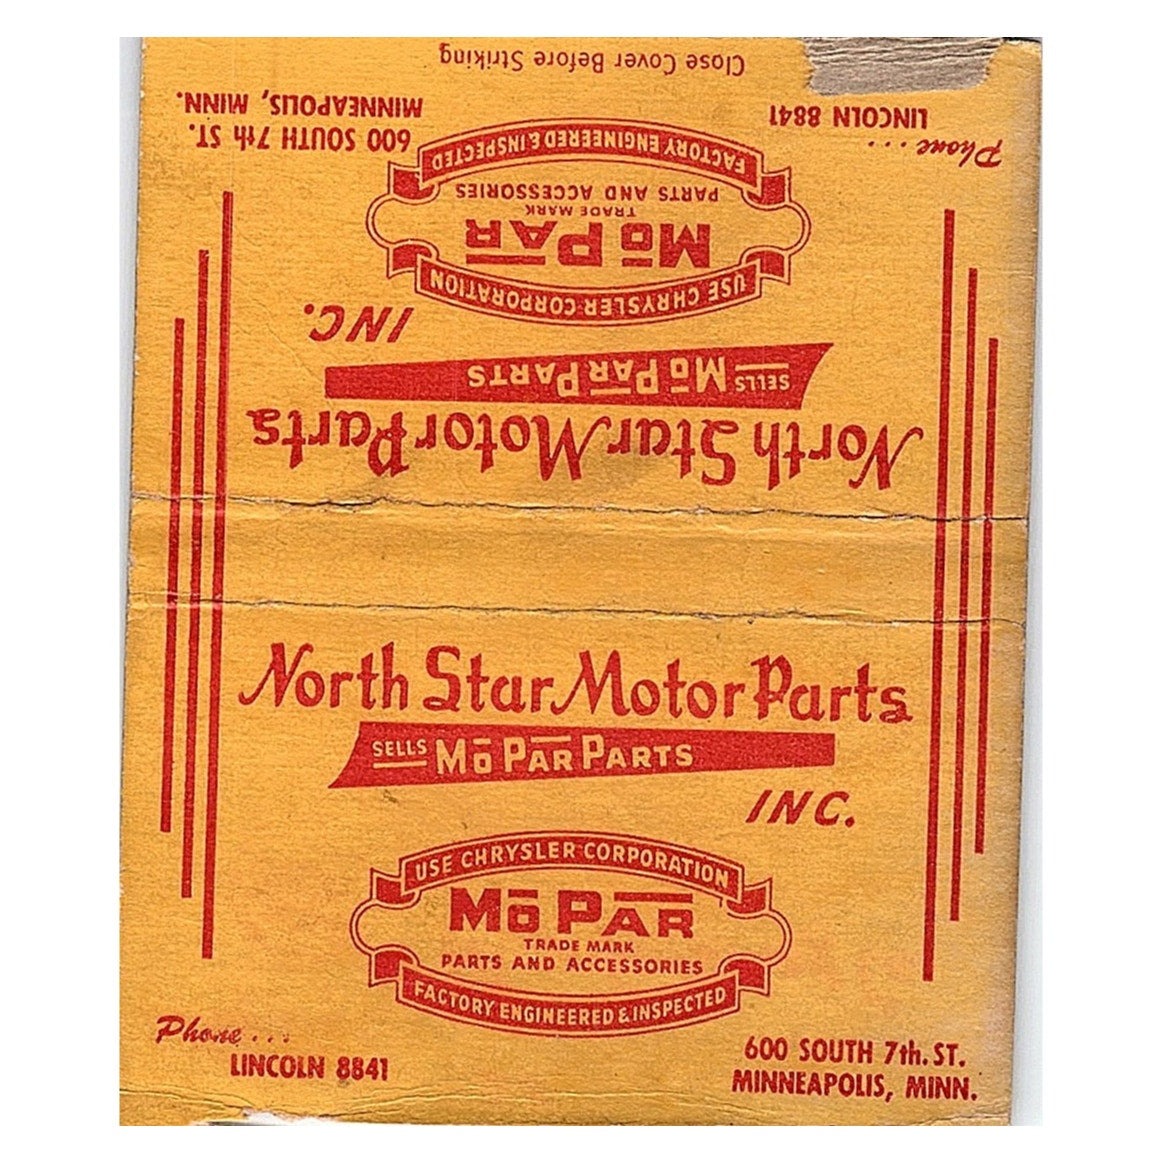 Close Cover Before Striking
Phone...
LINCOLN 8841
600 SOUTH 7th ST.
MINNEAPOLIS, MINN.
North Star Motor Parts
SELLS MOPAR PARTS
INC.
USE CHRYSLER CORPORATION
MOPAR
TRADE MARK
PARTS AND ACCESSORIES
FACTORY ENGINEERED & INSPECTED
North Star Motor Parts
SELLS MOPAR PARTS
INC.
USE CHRYSLER CORPORATION
MOPAR
TRADE MARK
PARTS AND ACCESSORIES
FACTORY ENGINEERED & INSPECTED
Phone...
LINCOLN 8841
600 SOUTH 7th. ST.
MINNEAPOLIS, MINN.